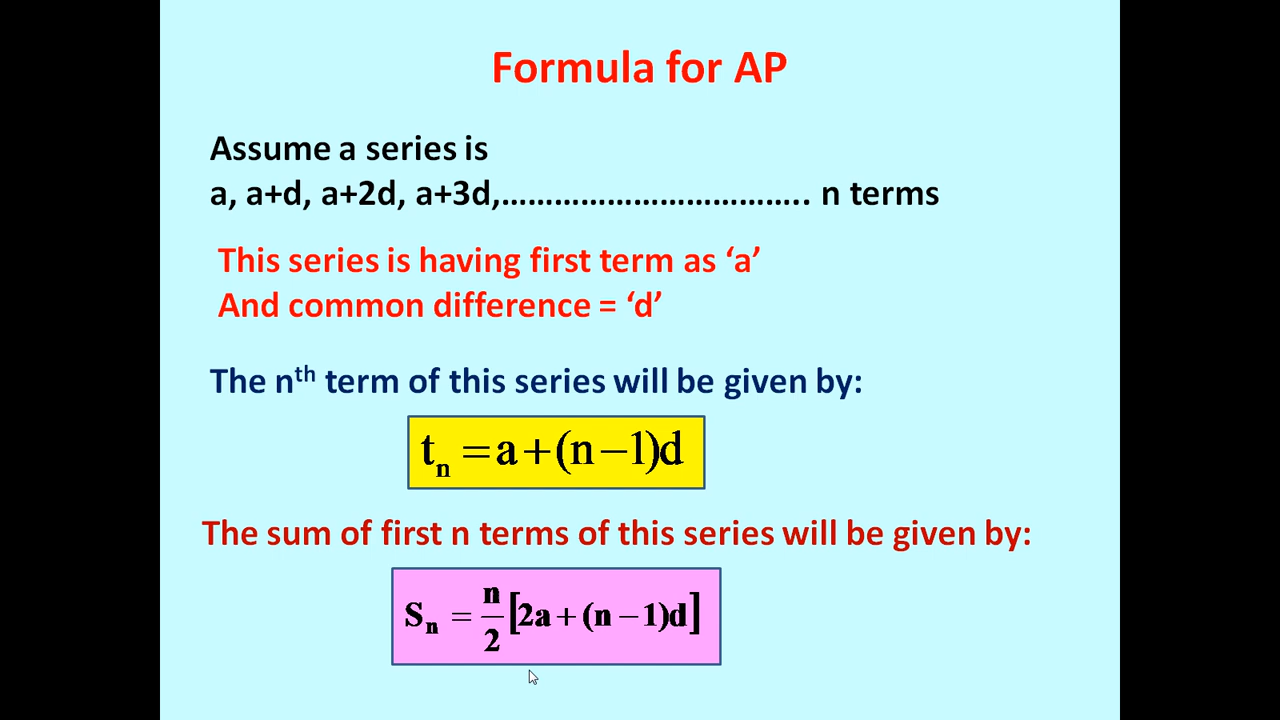 Formula for AP
Assume a series is
a, a+d, a+2d, a+3d,…………………………….. n terms
This series is having first term as ‘a’
And common difference = ‘d’
The nᵗʰ term of this series will be given by:
tₙ = a + (n − 1)d
The sum of first n terms of this series will be given by:
Sₙ = n/2 [2a + (n − 1)d]